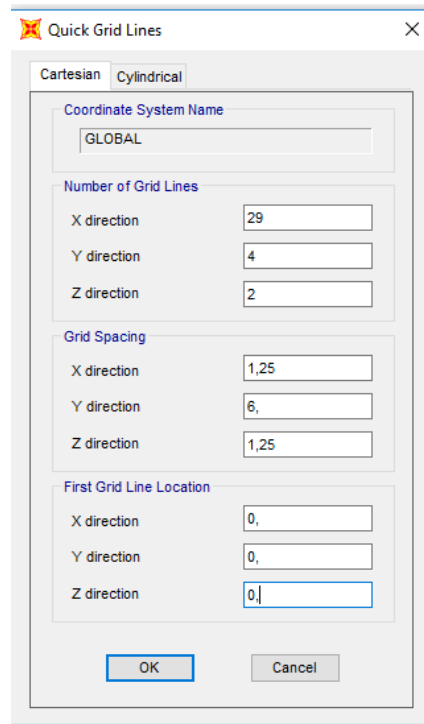 Quick Grid Lines
Cartesian Cylindrical
Coordinate System Name
GLOBAL
Number of Grid Lines
X direction 29
Y direction 4
Z direction 2
Grid Spacing
X direction 1,25
Y direction 6,
Z direction 1,25
First Grid Line Location
X direction 0,
Y direction 0,
Z direction 0,
OK Cancel